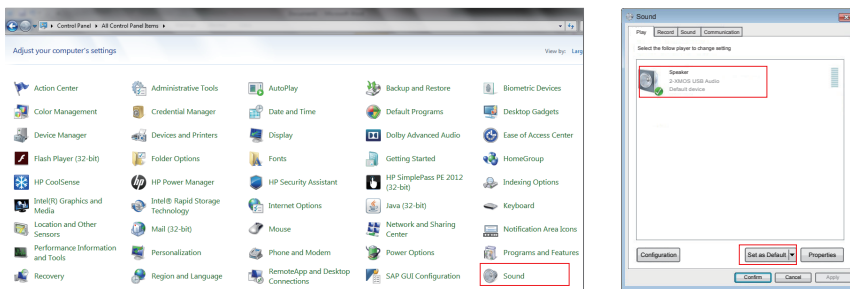 Control Panel ▸ All Control Panel Items ▸
Adjust your computer's settings
View by: Larg
Action Center
Administrative Tools
AutoPlay
Backup and Restore
Biometric Devices
Color Management
Credential Manager
Date and Time
Default Programs
Desktop Gadgets
Device Manager
Devices and Printers
Display
Dolby Advanced Audio
Ease of Access Center
Flash Player (32-bit)
Folder Options
Fonts
Getting Started
HomeGroup
HP CoolSense
HP Power Manager
HP Security Assistant
HP SimplePass PE 2012
(32-bit)
Indexing Options
Intel(R) Graphics and
Media
Intel® Rapid Storage
Technology
Internet Options
Java (32-bit)
Keyboard
Location and Other
Sensors
Mail (32-bit)
Mouse
Network and Sharing
Center
Notification Area Icons
Performance Information
and Tools
Personalization
Phone and Modem
Power Options
Programs and Features
Recovery
Region and Language
RemoteApp and Desktop
Connections
SAP GUI Configuration
Sound
Sound
Play Record Sound Communication
Select the follow player to change setting
Speaker
2-XMOS USB Audio
Default device
Configuration Set as Default Properties
Confirm Cancel Apply